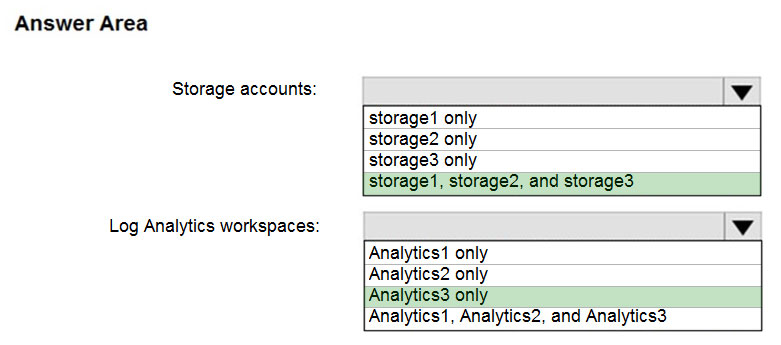 Answer Area
Storage accounts:
storage1 only
storage2 only
storage3 only
storage1, storage2, and storage3
Log Analytics workspaces:
Analytics1 only
Analytics2 only
Analytics3 only
Analytics1, Analytics2, and Analytics3